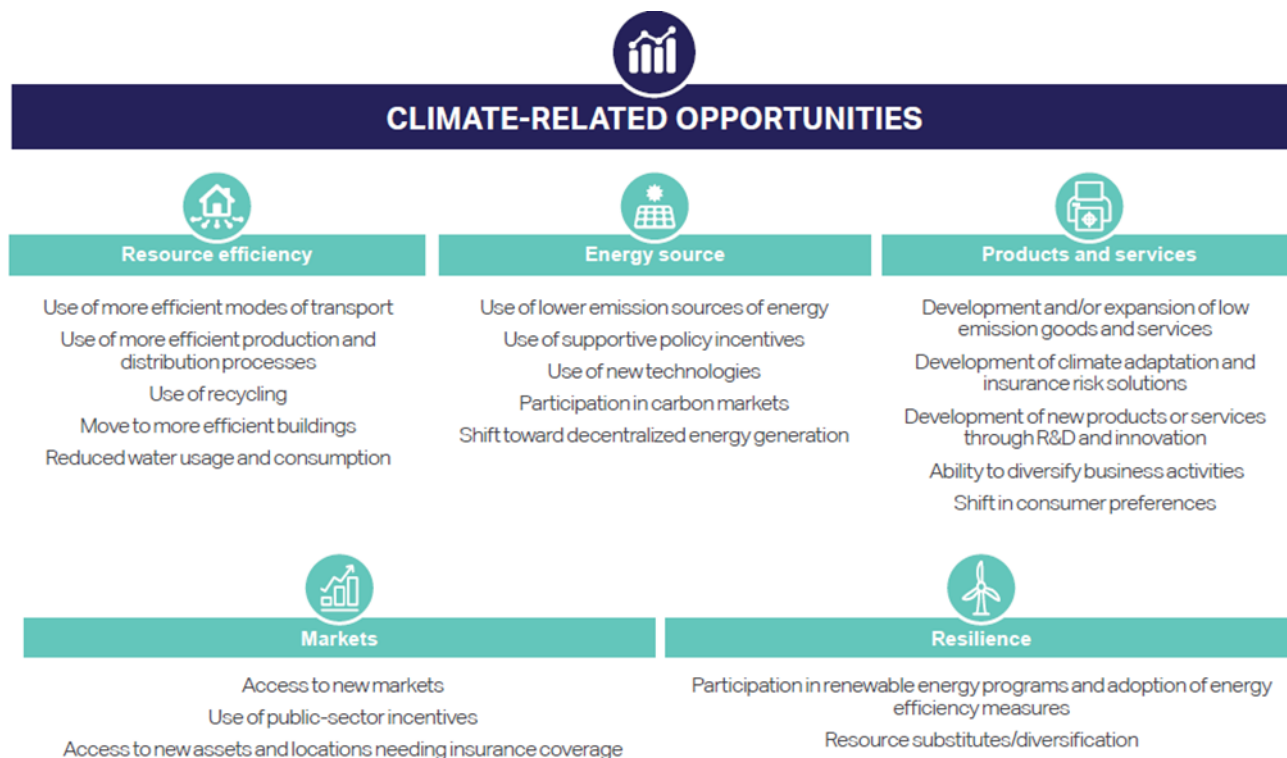 CLIMATE-RELATED OPPORTUNITIES
Resource efficiency
Use of more efficient modes of transport
Use of more efficient production and
distribution processes
Use of recycling
Move to more efficient buildings
Reduced water usage and consumption
Energy source
Use of lower emission sources of energy
Use of supportive policy incentives
Use of new technologies
Participation in carbon markets
Shift toward decentralized energy generation
Products and services
Development and/or expansion of low
emission goods and services
Development of climate adaptation and
insurance risk solutions
Development of new products or services
through R&D and innovation
Ability to diversify business activities
Shift in consumer preferences
Markets
Access to new markets
Use of public-sector incentives
Access to new assets and locations needing insurance coverage
Resilience
Participation in renewable energy programs and adoption of energy
efficiency measures
Resource substitutes/diversification